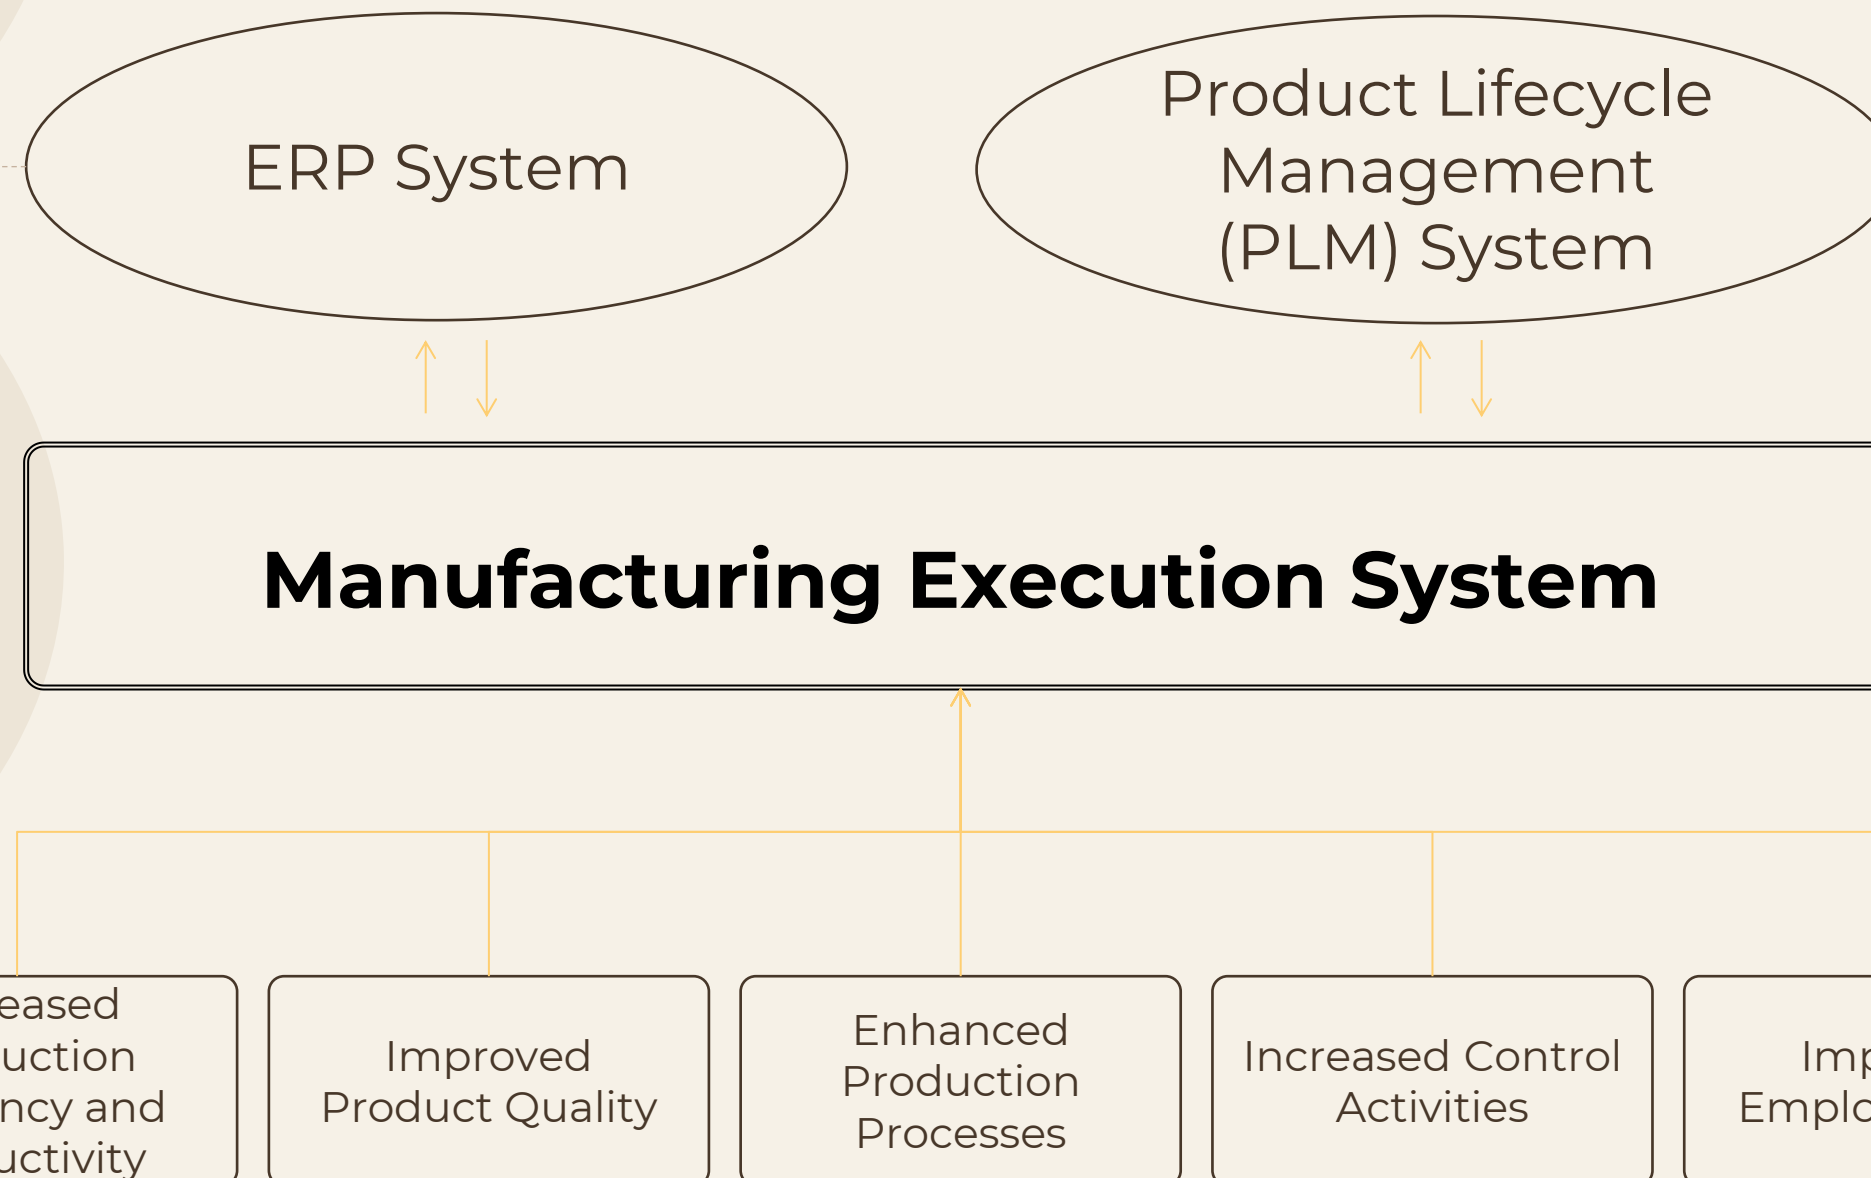 ERP System
Product Lifecycle
Management
(PLM) System
Manufacturing Execution System
and
Improved
Product Quality
Enhanced
Production
Processes
Increased Control
Activities